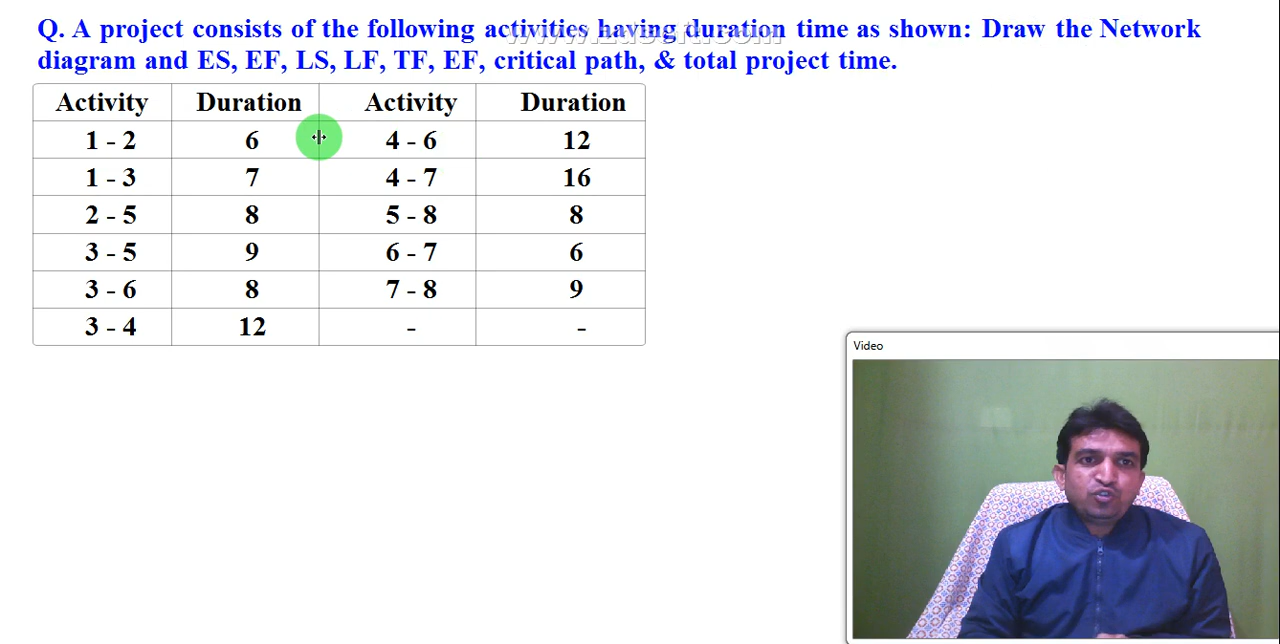 Q. A project consists of the following activities having duration time as shown: Draw the Network
diagram and ES, EF, LS, LF, TF, EF, critical path, & total project time.
Activity Duration Activity Duration
1 - 2 6 4 - 6 12
1 - 3 7 4 - 7 16
2 - 5 8 5 - 8 8
3 - 5 9 6 - 7 6
3 - 6 8 7 - 8 9
3 - 4 12 - -
Video